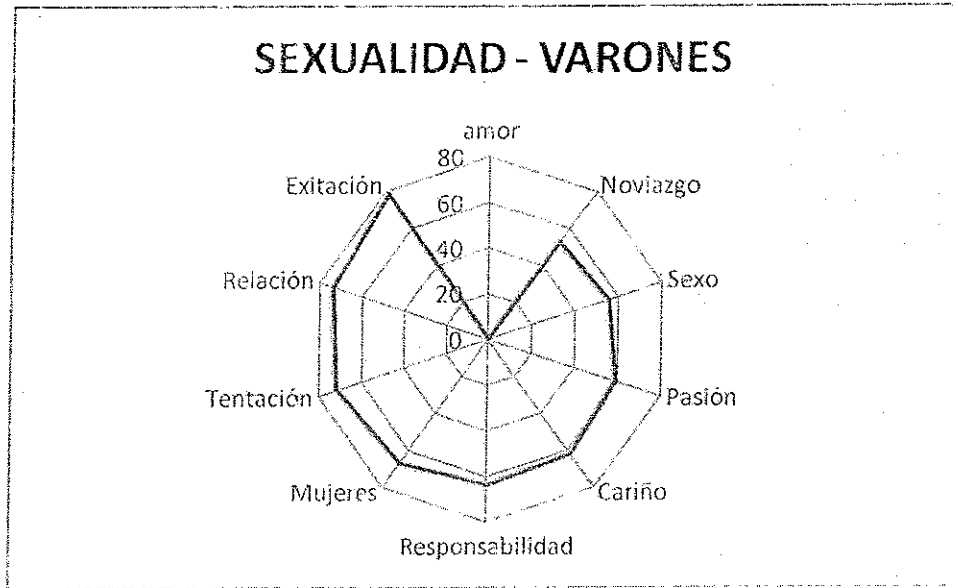 SEXUALIDAD - VARONES
amor
80
Exitación
Noviazgo
60
40
Relación
Sexo
20
0
Tentación
Pasión
Mujeres
Cariño
Responsabilidad